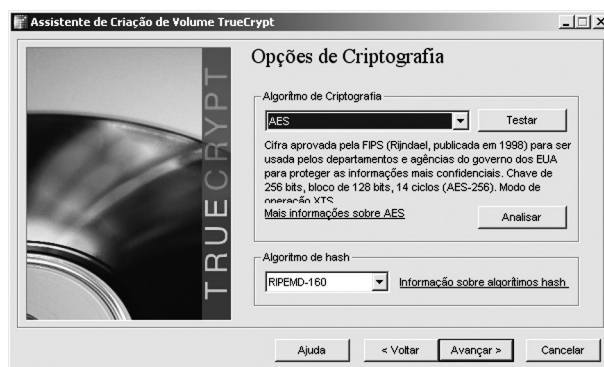 Assistente de Criação de Volume TrueCrypt
TRUECRYPT
Opções de Criptografia
Algoritmo de Criptografia
AES
Testar
Cifra aprovada pela FIPS (Rijndael, publicada em 1998) para ser
usada pelos departamentos e agências do governo dos EUA
para proteger as informações mais confidenciais. Chave de
256 bits, bloco de 128 bits, 14 ciclos (AES-256). Modo de
operação XTS
Mais informações sobre AES
Analisar
Algoritmo de hash
RIPEMD-160
Informação sobre algorítimos hash
Ajuda
< Voltar
Avançar >
Cancelar